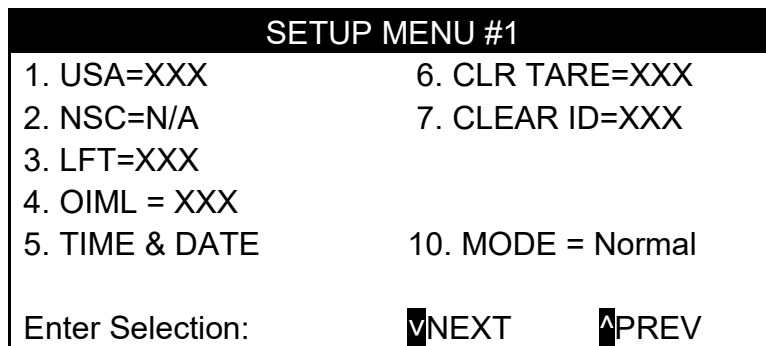 SETUP MENU #1
1. USA=XXX 6. CLR TARE=XXX
2. NSC=N/A 7. CLEAR ID=XXX
3. LFT=XXX
4. OIML = XXX
5. TIME & DATE 10. MODE = Normal
Enter Selection: vNEXT ^PREV